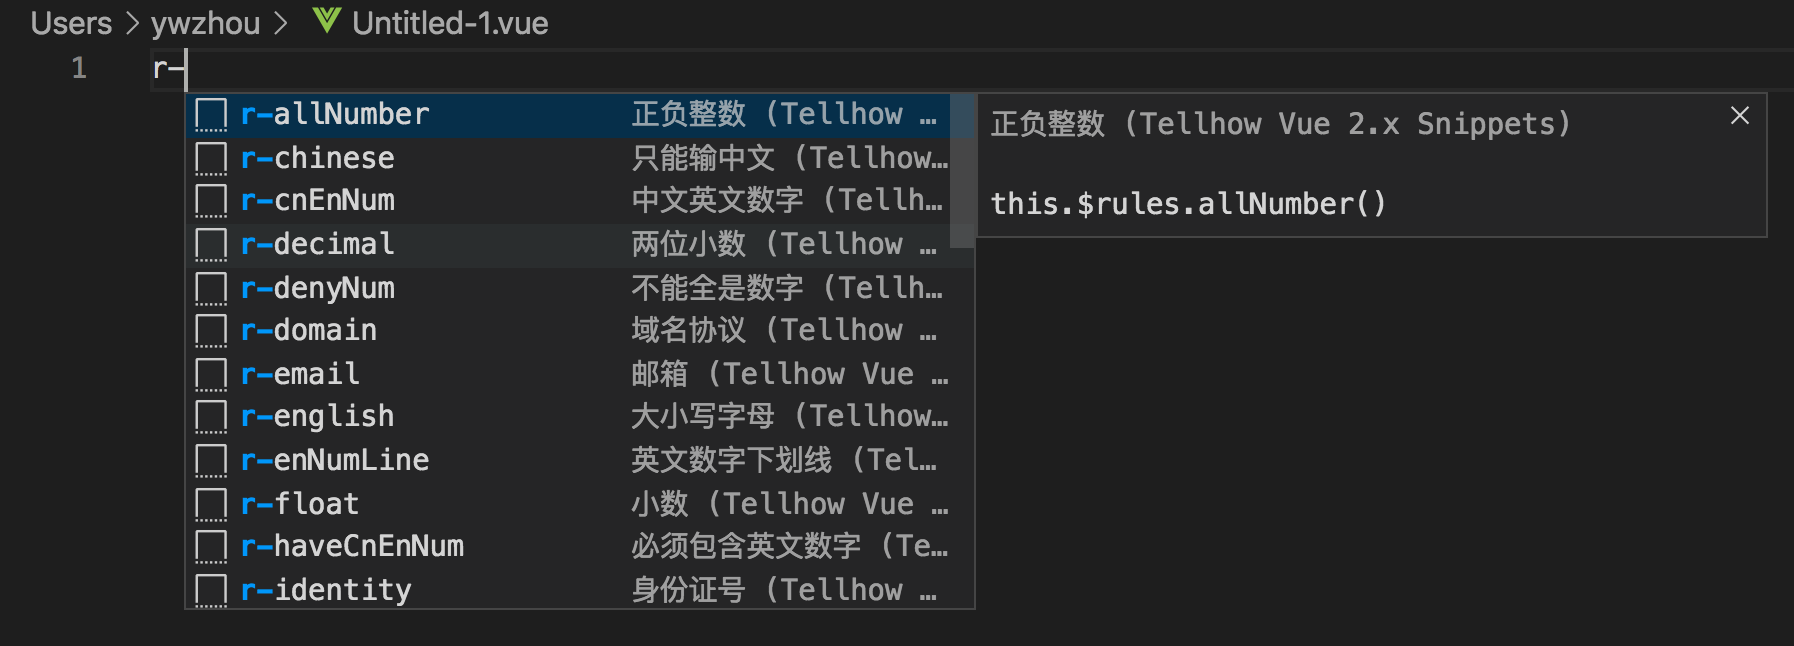 Users > ywzhou > Untitled-1.vue
1 r-
r-allNumber 正负整数 (Tellhow …
r-chinese 只能输中文 (Tellhow…
r-cnEnNum 中文英文数字 (Tellh…
r-decimal 两位小数 (Tellhow …
r-denyNum 不能全是数字 (Tellh…
r-domain 域名协议 (Tellhow …
r-email 邮箱 (Tellhow Vue …
r-english 大小写字母 (Tellhow…
r-enNumLine 英文数字下划线 (Tel…
r-float 小数 (Tellhow Vue …
r-haveCnEnNum 必须包含英文数字 (Te…
r-identity 身份证号 (Tellhow …
正负整数 (Tellhow Vue 2.x Snippets)
this.$rules.allNumber()